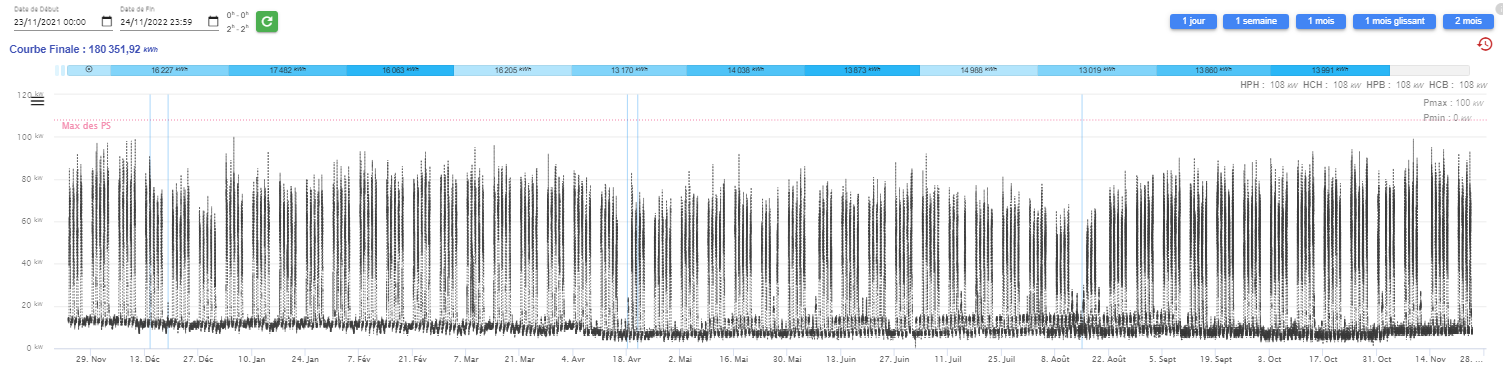 Date de Début
Date de Fin
23/11/2021 00:00
24/11/2022 23:59
0ʰ - 0ʰ
2ʰ - 2ʰ
1 jour
1 semaine
1 mois
1 mois glissant
2 mois
Courbe Finale : 180 351,92 kWh
16 227 kWh
17 482 kWh
16 063 kWh
16 205 kWh
13 170 kWh
14 038 kWh
13 873 kWh
14 988 kWh
13 019 kWh
13 860 kWh
13 991 kWh
HPH : 108 kW HCH : 108 kW HPB : 108 kW HCB : 108 kW
Pmax : 100 kW
Pmin : 0 kW
Max des PS
120 kW
100 kW
80 kW
60 kW
40 kW
20 kW
0 kW
29. Nov
13. Déc
27. Déc
10. Jan
24. Jan
7. Fév
21. Fév
7. Mar
21. Mar
4. Avr
18. Avr
2. Mai
16. Mai
30. Mai
13. Juin
27. Juin
11. Juil
25. Juil
8. Août
22. Août
5. Sept
19. Sept
3. Oct
17. Oct
31. Oct
14. Nov
28. ...